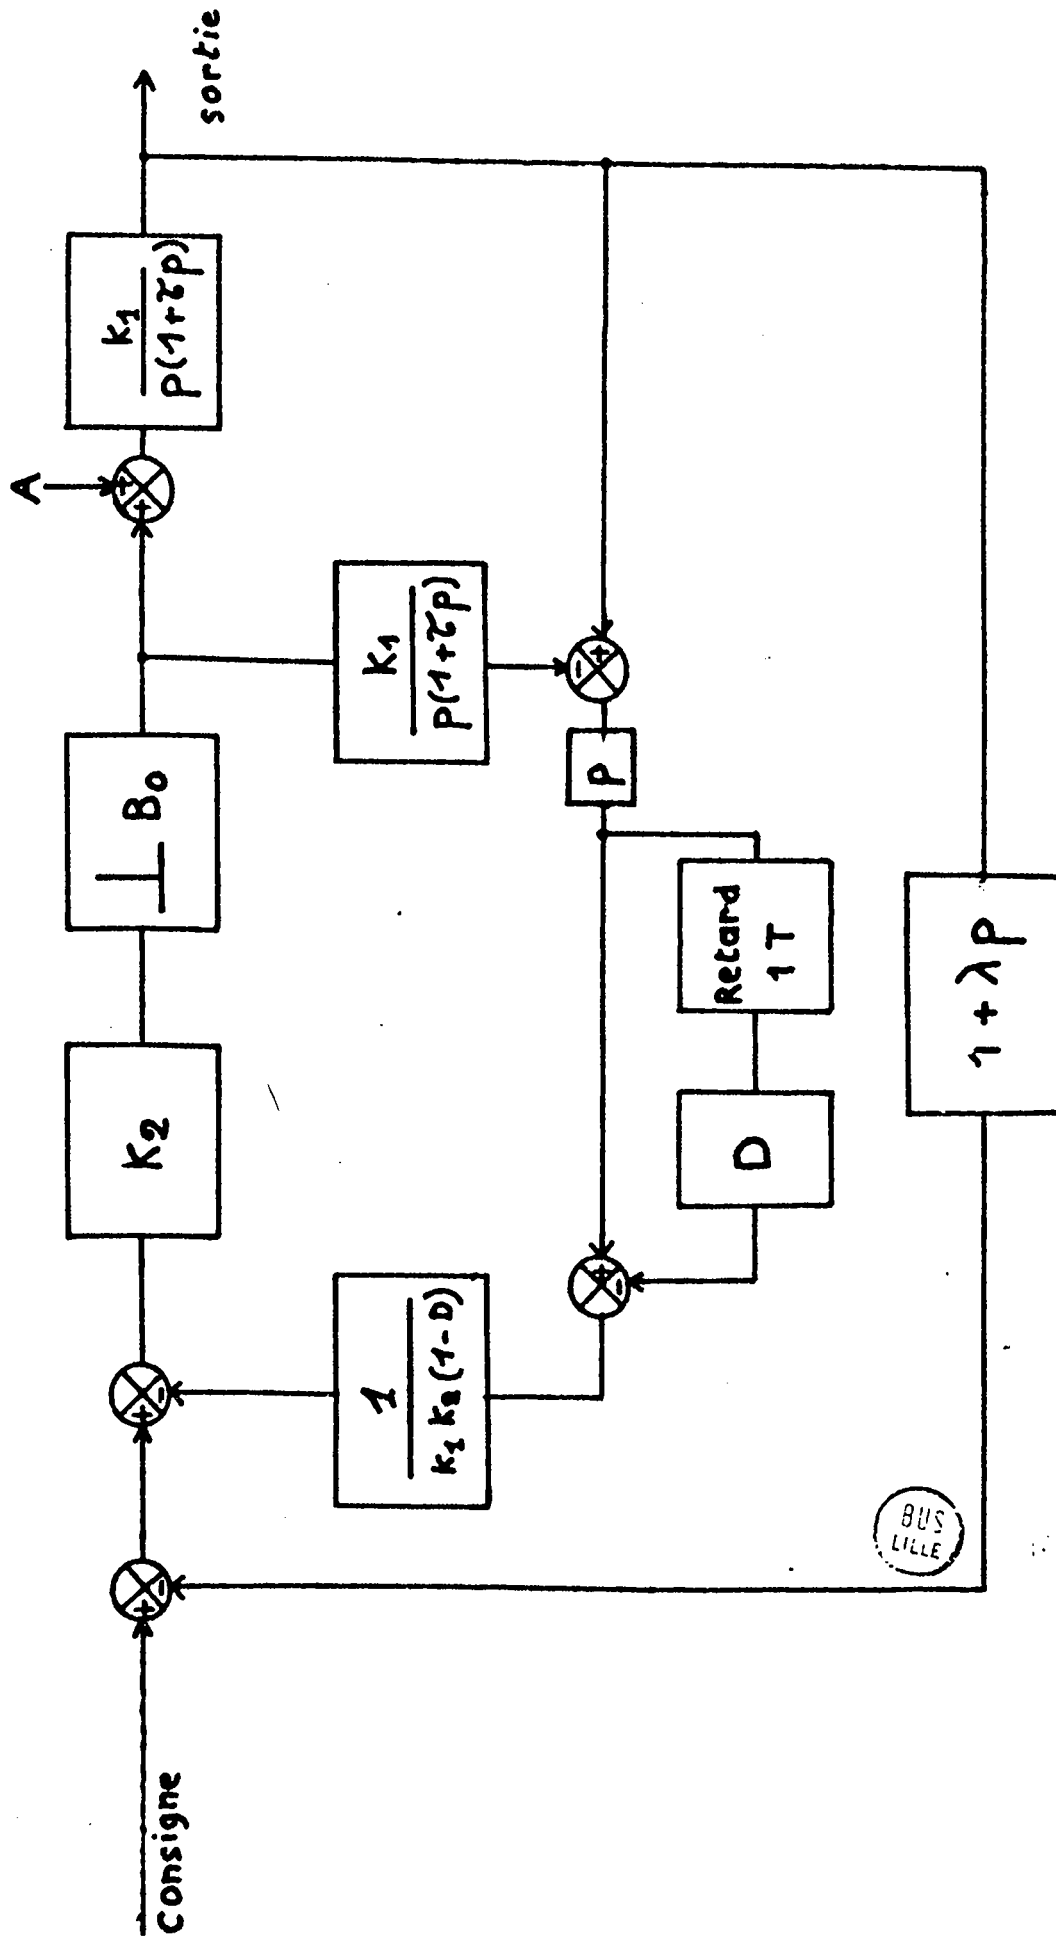 Consigne
+
-
+
-
K2
B0
+
+
A
k1
p(1+τp)
sortie
1
k1 k2 (1-D)
K1
p(1+τp)
-
+
p
+
-
D
Retard
1T
1+λp
BUS
LILLE